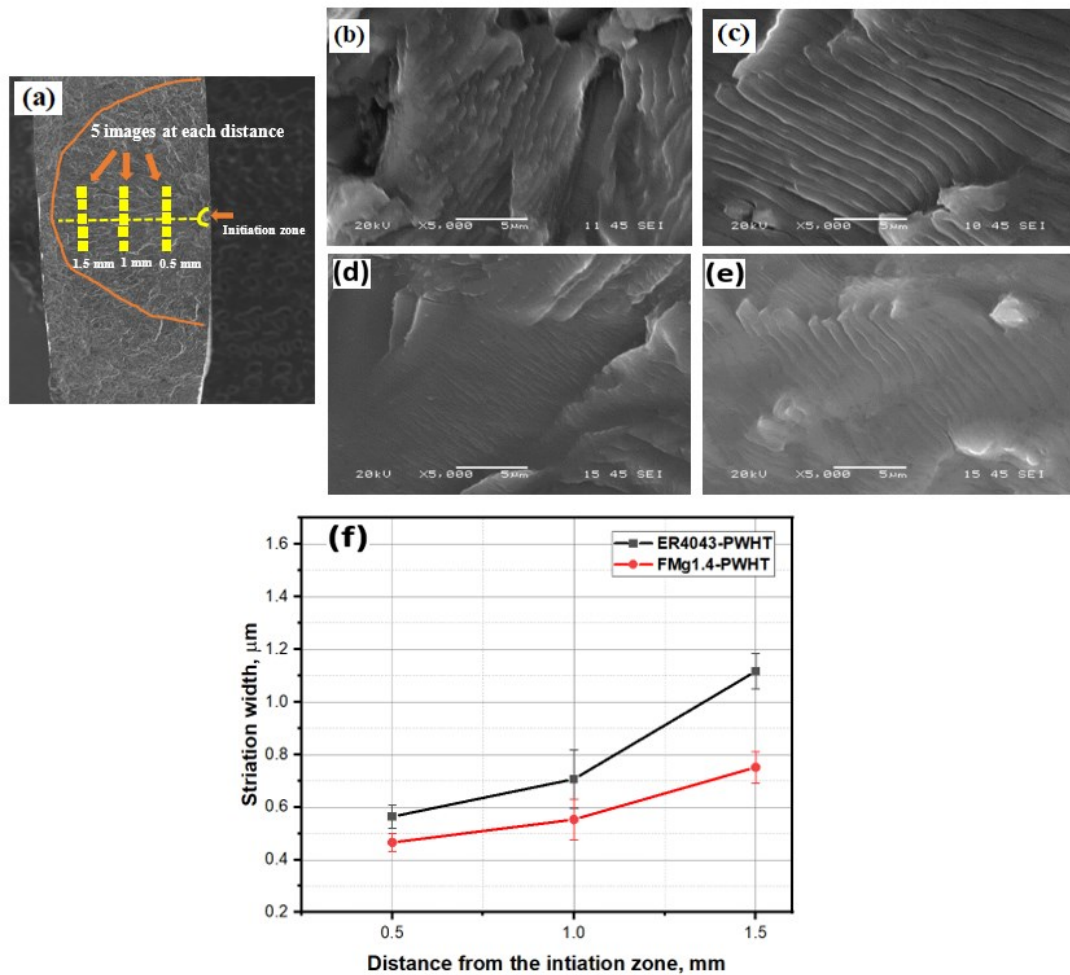 (a)
5 images at each distance
Initiation zone
1.5 mm 1 mm 0.5 mm
(b)
20kV X5,000 5μm 11 45 SEI
(c)
20kV X5,000 5μm 10 45 SEI
(d)
20kV X5,000 5μm 15 45 SEI
(e)
20kV X5,000 5μm 15 45 SEI
(f)
ER4043-PWHT
FMg1.4-PWHT
Striation width, μm
1.6
1.4
1.2
1.0
0.8
0.6
0.4
0.2
0.5 1.0 1.5
Distance from the intiation zone, mm